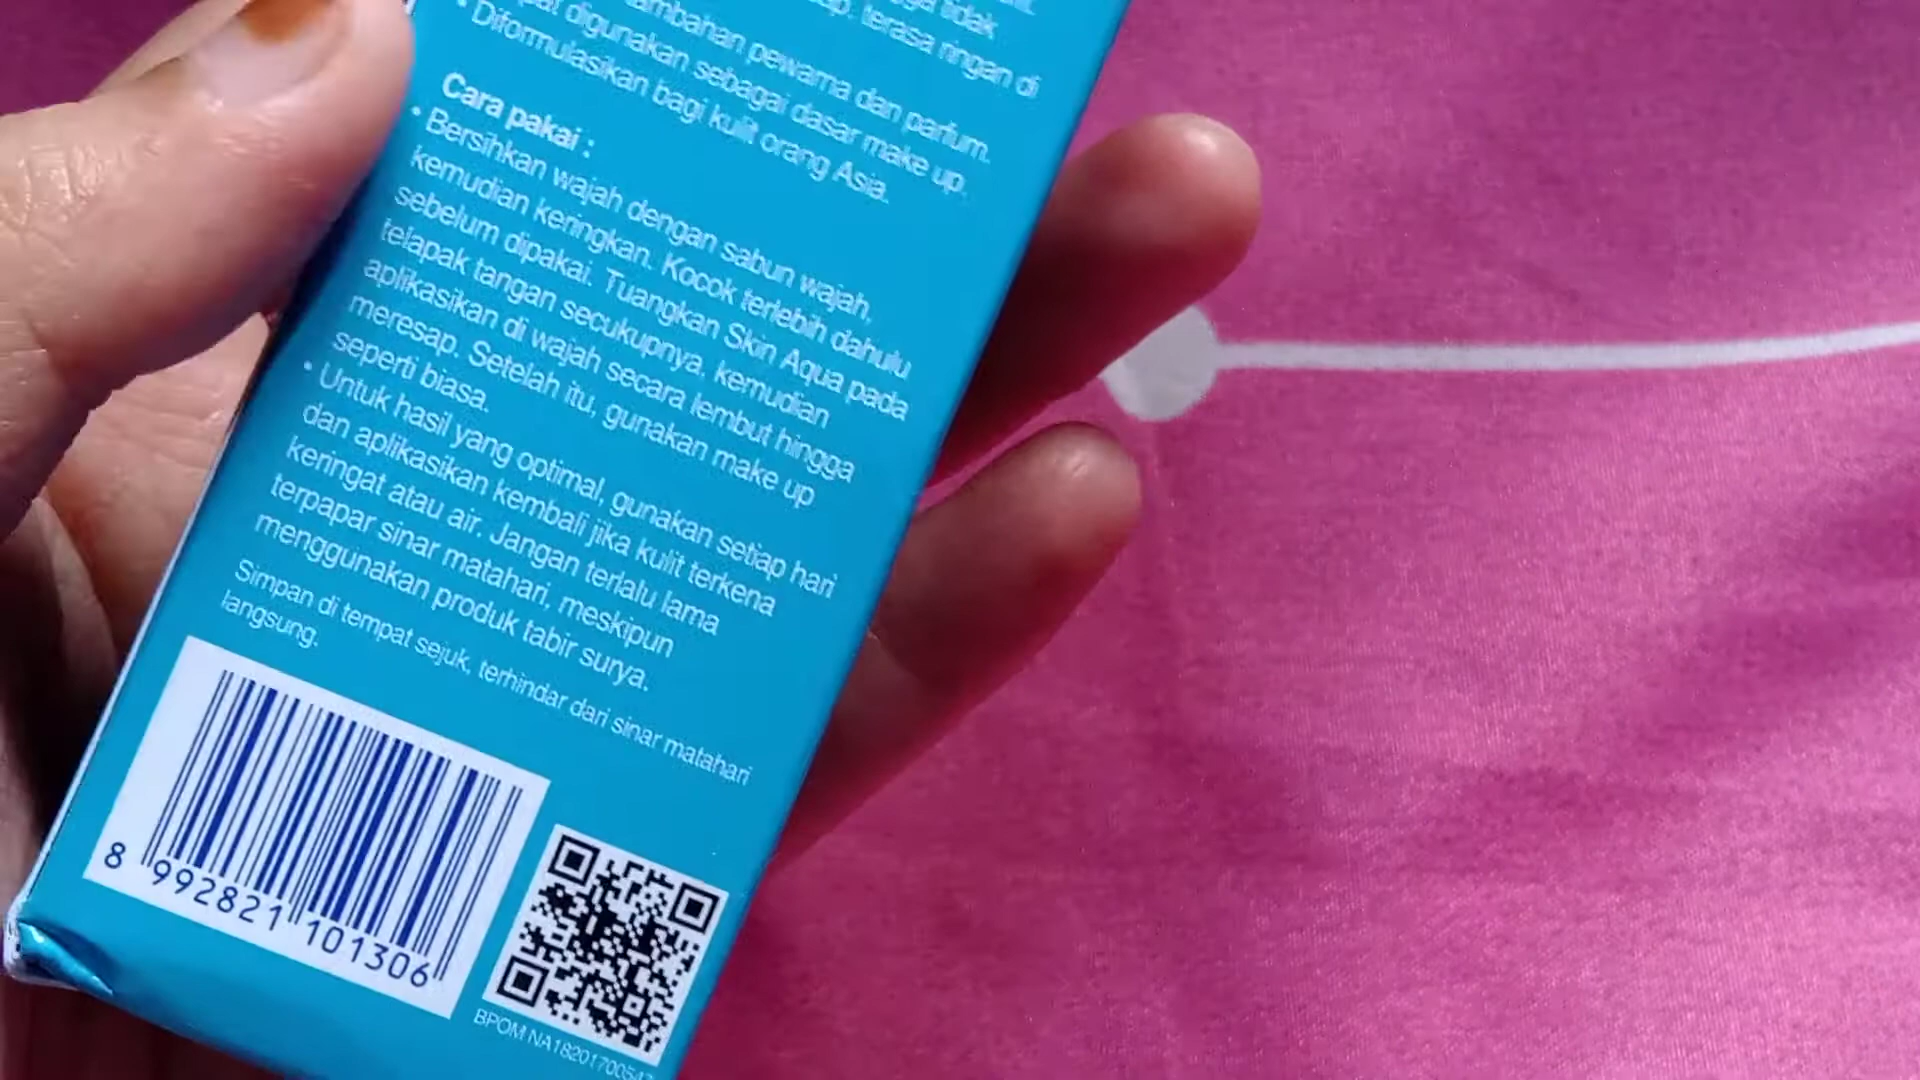 tidak
terasa ringan di
pewarna dan parfum.
digunakan sebagai dasar make up.
• Diformulasikan bagi kulit orang Asia.
Cara pakai :
• Bersihkan wajah dengan sabun wajah,
kemudian keringkan. Kocok terlebih dahulu
sebelum dipakai. Tuangkan Skin Aqua pada
telapak tangan secukupnya, kemudian
aplikasikan di wajah secara lembut hingga
meresap. Setelah itu, gunakan make up
seperti biasa.
• Untuk hasil yang optimal, gunakan setiap hari
dan aplikasikan kembali jika kulit terkena
keringat atau air. Jangan terlalu lama
terpapar sinar matahari, meskipun
menggunakan produk tabir surya.
Simpan di tempat sejuk, terhindar dari sinar matahari
langsung.
8 992821 101306
BPOM